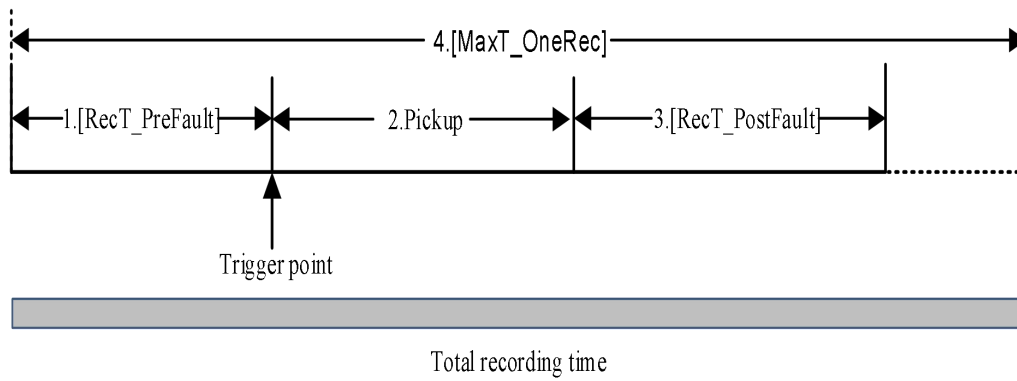 4.[MaxT_OneRec]
1.[RecT_PreFault]
2.Pickup
3.[RecT_PostFault]
Trigger point
Total recording time